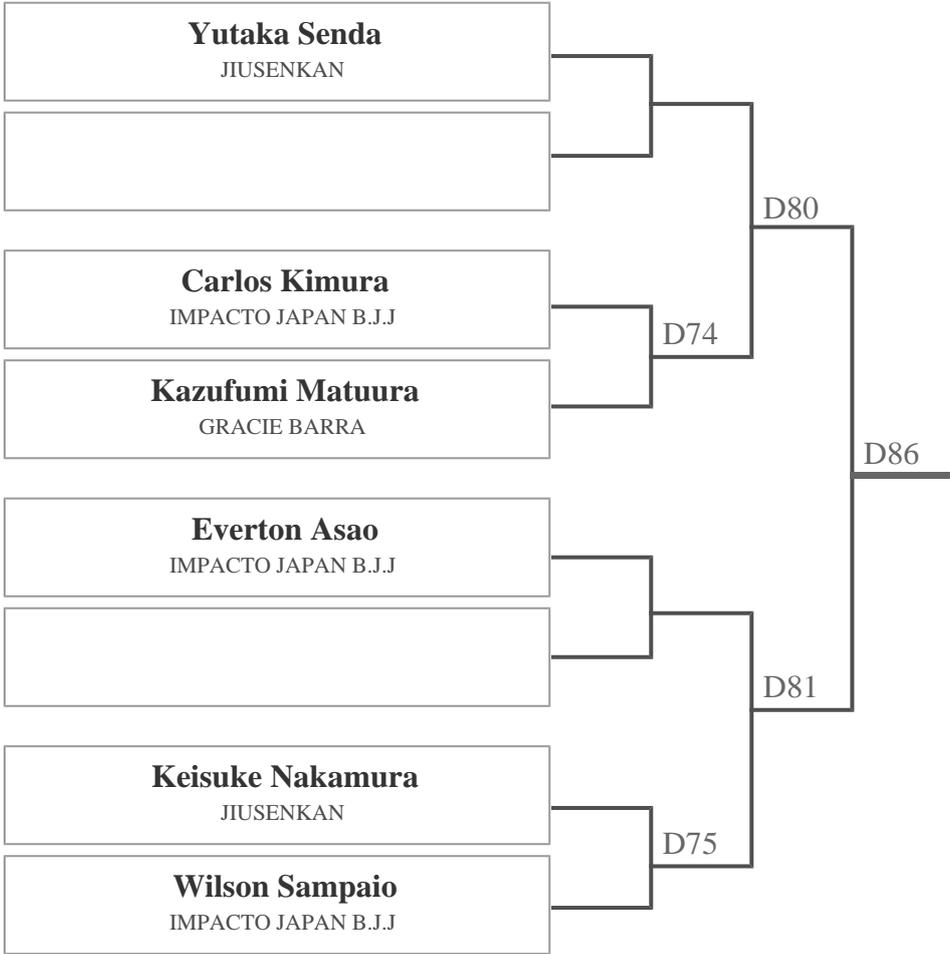 Yutaka Senda
JIUSENKAN
D80
Carlos Kimura
IMPACTO JAPAN B.J.J
D74
Kazufumi Matuura
GRACIE BARRA
D86
Everton Asao
IMPACTO JAPAN B.J.J
D81
Keisuke Nakamura
JIUSENKAN
D75
Wilson Sampaio
IMPACTO JAPAN B.J.J